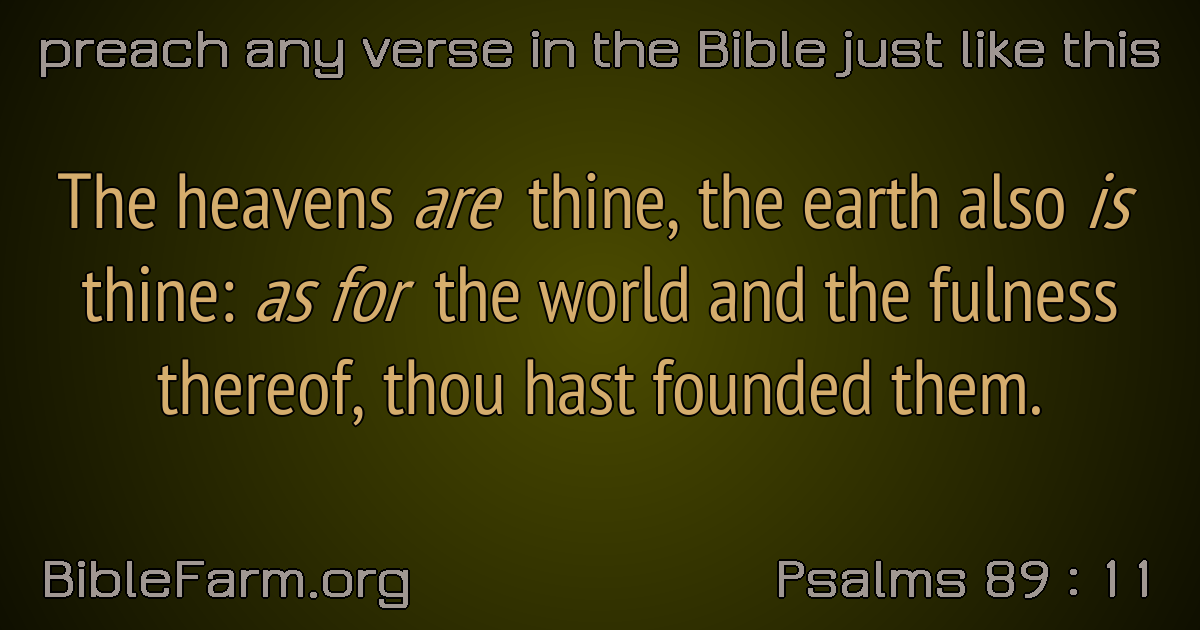 preach any verse in the Bible just like this
The heavens are thine, the earth also is
thine: as for the world and the fulness
thereof, thou hast founded them.
BibleFarm.org
Psalms 89 : 11